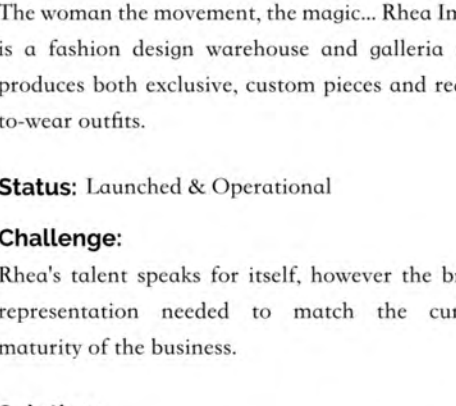 The woman the movement, the magic... Rhea Im
is a fashion design warehouse and galleria
produces both exclusive, custom pieces and rea
to-wear outfits.
Status: Launched & Operational
Challenge:
Rhea's talent speaks for itself, however the br
representation needed to match the cur
maturity of the business.